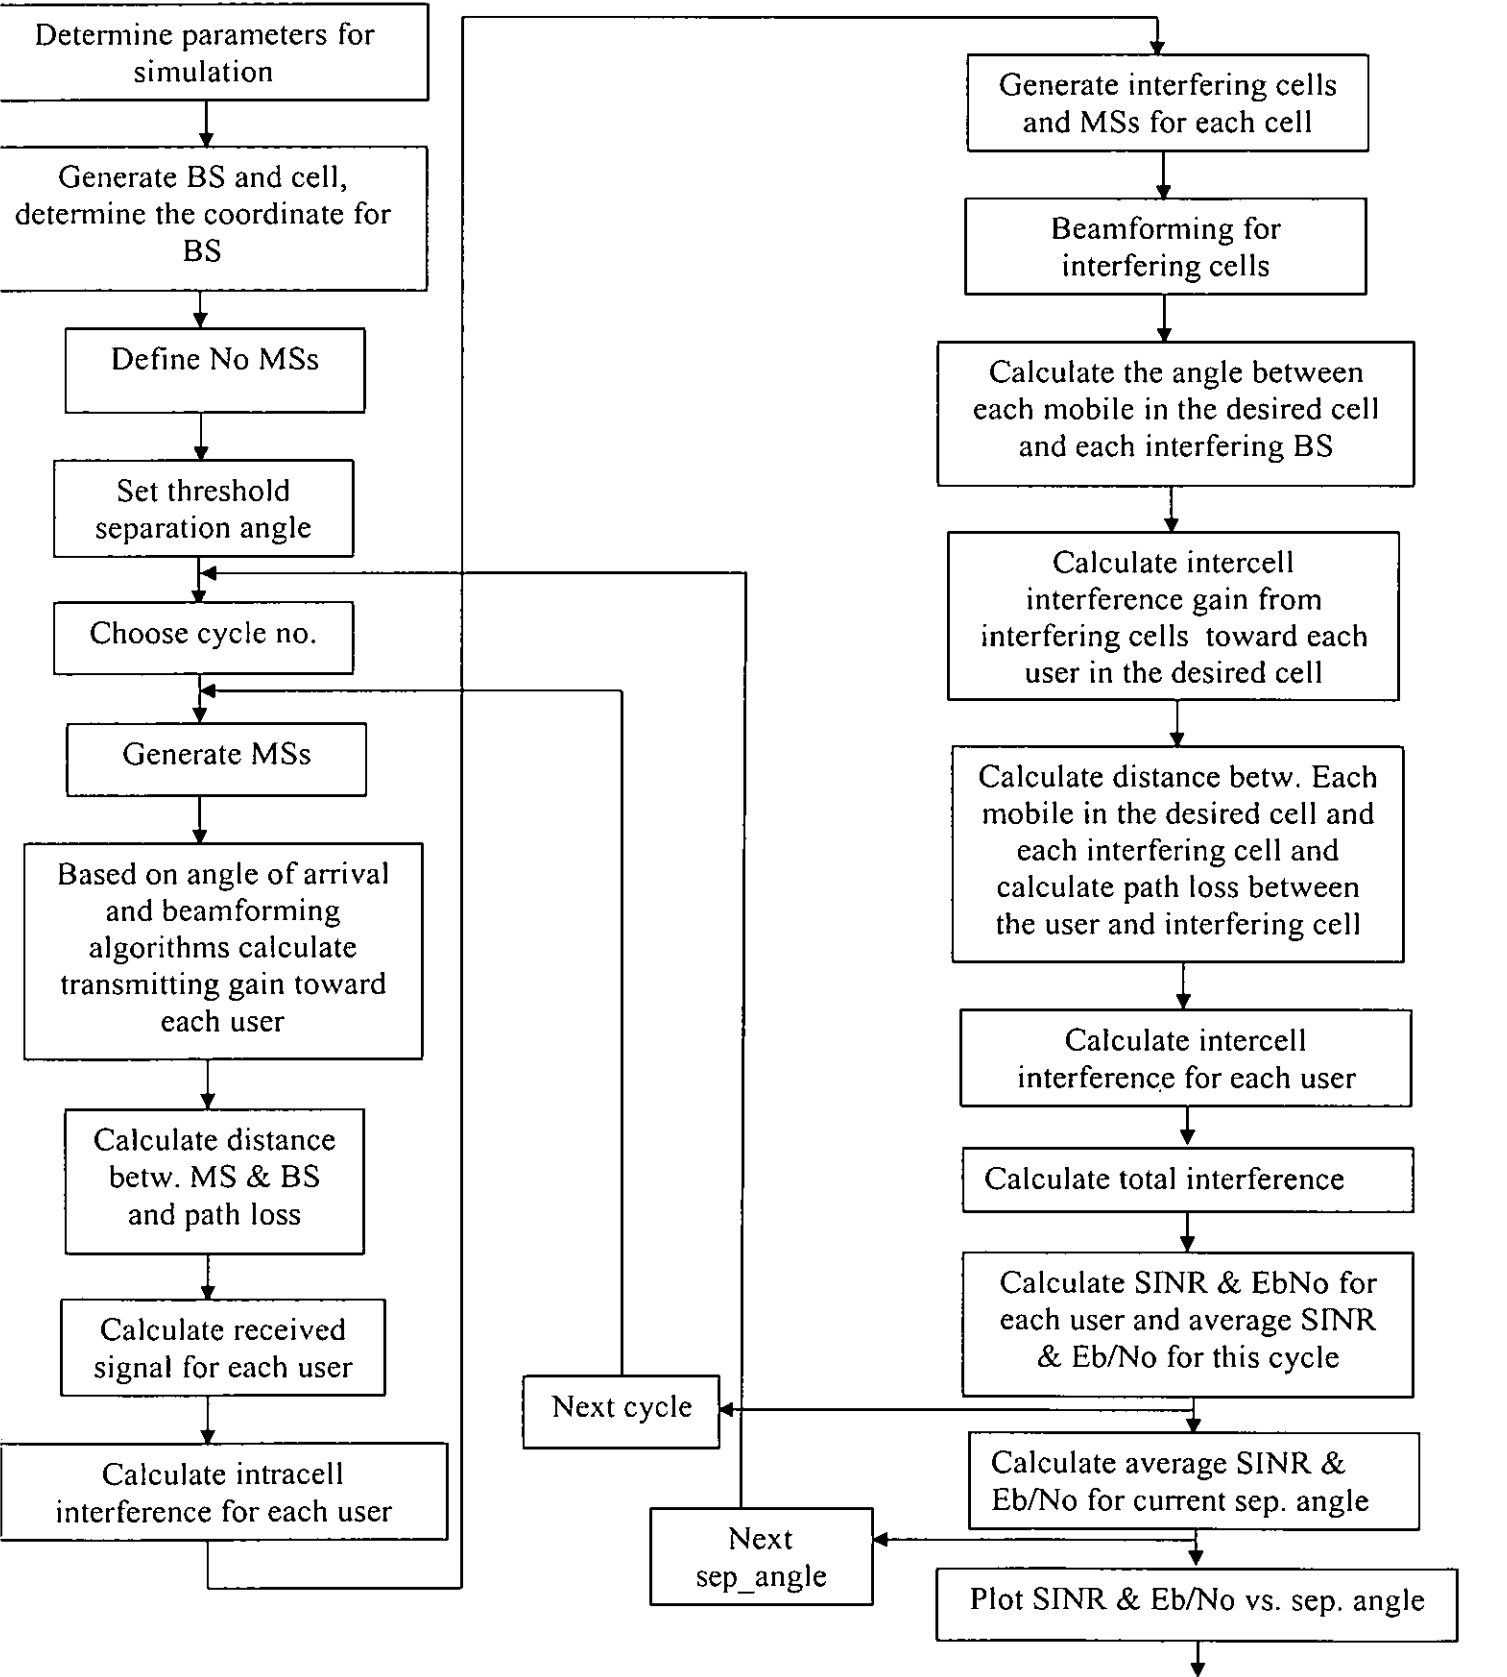 Determine parameters for
simulation
Generate BS and cell,
determine the coordinate for
BS
Define No MSs
Set threshold
separation angle
Choose cycle no.
Generate MSs
Based on angle of arrival
and beamforming
algorithms calculate
transmitting gain toward
each user
Calculate distance
betw. MS & BS
and path loss
Calculate received
signal for each user
Calculate intracell
interference for each user
Next cycle
Next
sep_angle
Generate interfering cells
and MSs for each cell
Beamforming for
interfering cells
Calculate the angle between
each mobile in the desired cell
and each interfering BS
Calculate intercell
interference gain from
interfering cells toward each
user in the desired cell
Calculate distance betw. Each
mobile in the desired cell and
each interfering cell and
calculate path loss between
the user and interfering cell
Calculate intercell
interference for each user
Calculate total interference
Calculate SINR & EbNo for
each user and average SINR
& Eb/No for this cycle
Calculate average SINR &
Eb/No for current sep. angle
Plot SINR & Eb/No vs. sep. angle